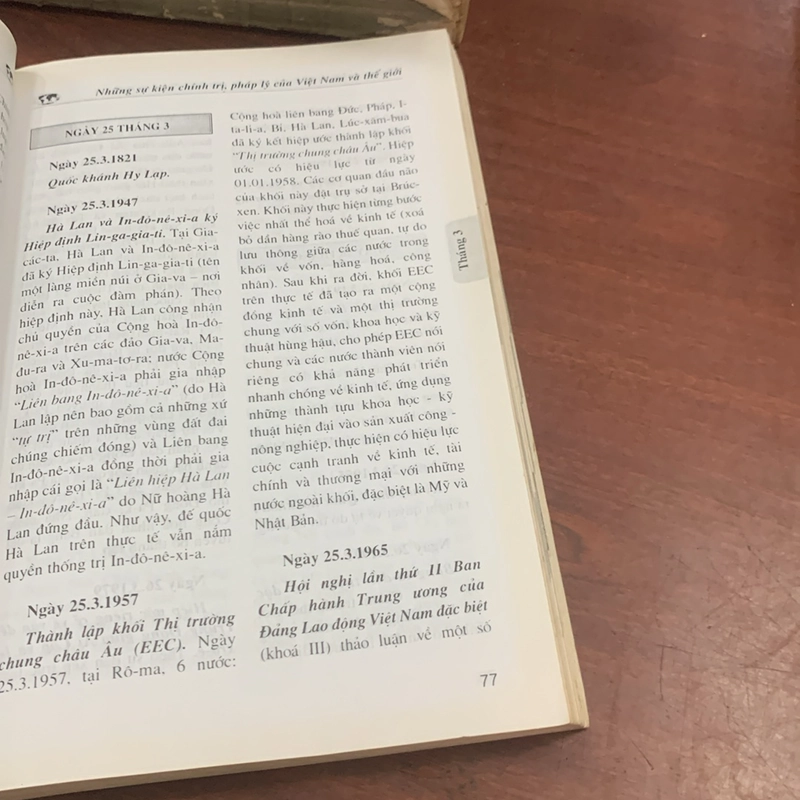 Những sự kiện chính trị, pháp lý của Việt Nam và thế giới
NGÀY 25 THÁNG 3
Ngày 25.3.1821
Quốc khánh Hy Lạp.
Ngày 25.3.1947
Hà Lan và In-đô-nê-xi-a ký
Hiệp định Lin-ga-gia-ti. Tại Gia-
các-ta, Hà Lan và In-đô-nê-xi-a
đã ký Hiệp định Lin-ga-gia-ti (tên
một làng miền núi ở Gia-va – nơi
diễn ra cuộc đàm phán). Theo
hiệp định này, Hà Lan công nhận
chủ quyền của Cộng hoà In-đô-
nê-xi-a trên các đảo Gia-va, Ma-
đu-ra và Xu-ma-tơ-ra; nước Cộng
hoà In-đô-nê-xi-a phải gia nhập
“Liên bang In-đô-nê-xi-a” (do Hà
Lan lập nên bao gồm cả những xứ
“tự trị” trên những vùng đất đai
chúng chiếm đóng) và Liên bang
In-đô-nê-xi-a đồng thời phải gia
nhập cái gọi là “Liên hiệp Hà Lan
– In-đô-nê-xi-a” do Nữ hoàng Hà
Lan đứng đầu. Như vậy, đế quốc
Hà Lan trên thực tế vẫn nắm
quyền thống trị In-đô-nê-xi-a.
Ngày 25.3.1957
Thành lập khối Thị trường
chung châu Âu (EEC). Ngày
25.3.1957, tại Rô-ma, 6 nước:
Cộng hoà liên bang Đức, Pháp, I-
ta-li-a, Bỉ, Hà Lan, Lúc-xăm-bua
đã ký kết hiệp ước thành lập khối
“Thị trường chung châu Âu”. Hiệp
ước có hiệu lực từ ngày
01.01.1958. Các cơ quan đầu não
của khối này đặt trụ sở tại Brúc-
xen. Khối này thực hiện từng bước
việc nhất thể hoá về kinh tế (xoá
bỏ dần hàng rào thuế quan, tự do
lưu thông giữa các nước trong
khối về vốn, hàng hoá, công
nhân). Sau khi ra đời, khối EEC
trên thực tế đã tạo ra một cộng
đồng kinh tế và một thị trường
chung với số vốn, khoa học và kỹ
thuật hùng hậu, cho phép EEC nói
chung và các nước thành viên nói
riêng có khả năng phát triển
nhanh chóng về kinh tế, ứng dụng
những thành tựu khoa học - kỹ
thuật hiện đại vào sản xuất công -
nông nghiệp, thực hiện có hiệu lực
cuộc cạnh tranh về kinh tế, tài
chính và thương mại với những
nước ngoài khối, đặc biệt là Mỹ và
Nhật Bản.
Ngày 25.3.1965
Hội nghị lần thứ 11 Ban
Chấp hành Trung ương của
Đảng Lao động Việt Nam đặc biệt
(khoá III) thảo luận về một số
Tháng 3
77